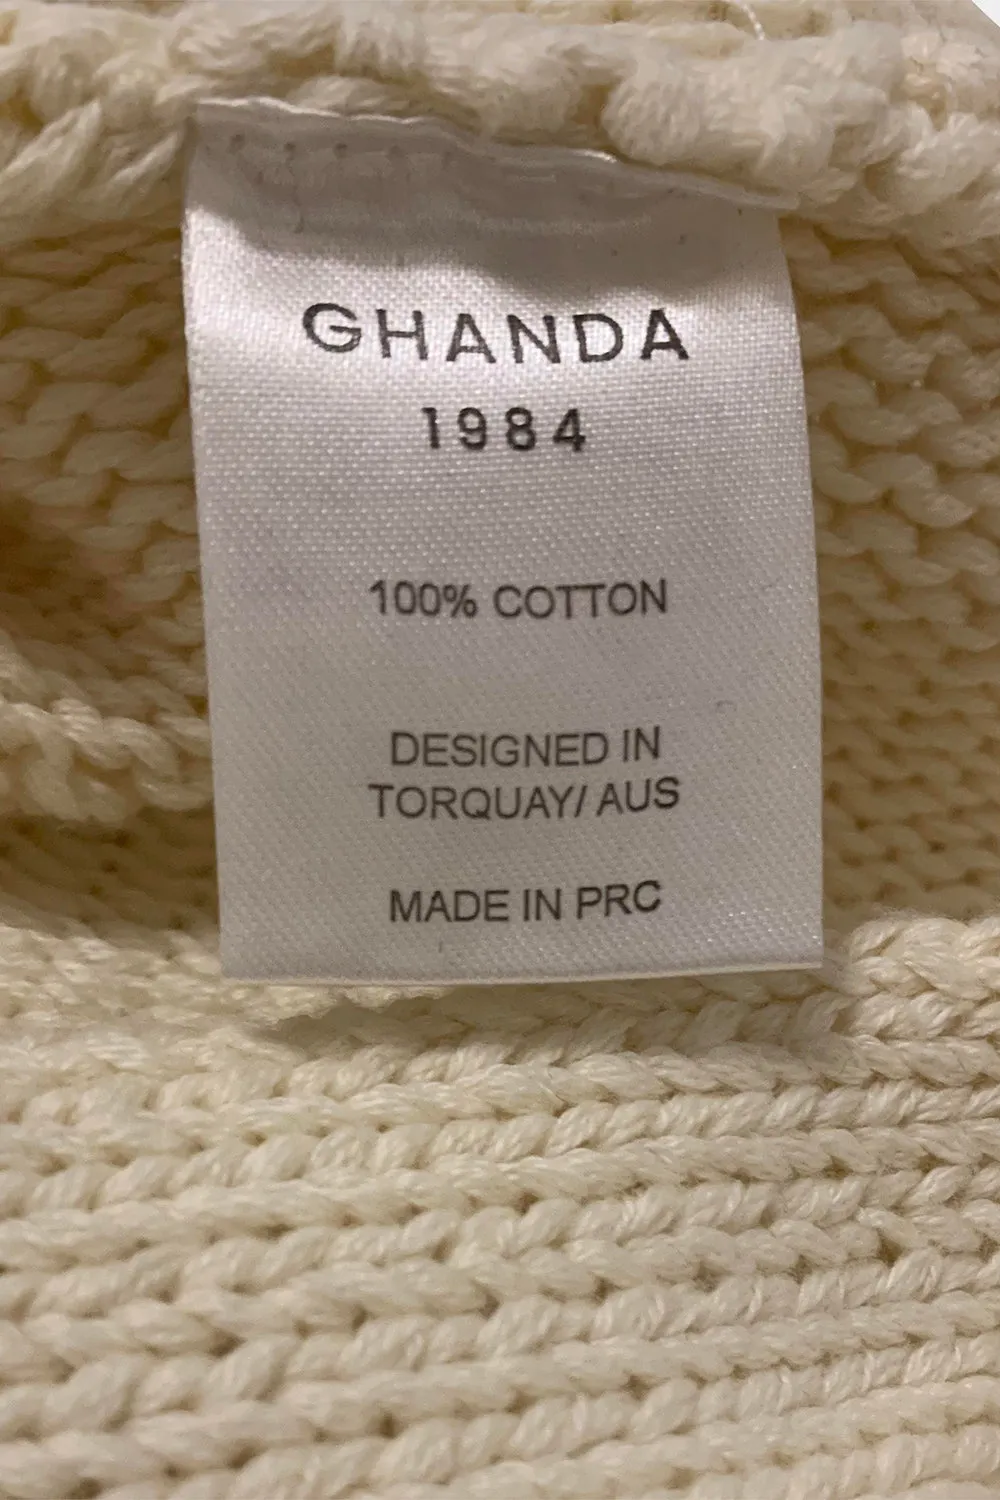 GHANDA
1984
100% COTTON
DESIGNED IN
TORQUAY/ AUS
MADE IN PRC